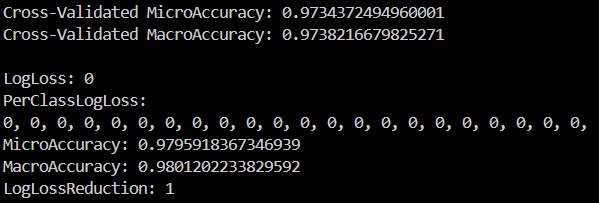 Cross-Validated MicroAccuracy: 0.9734372494960001
Cross-Validated MacroAccuracy: 0.9738216679825271
LogLoss: 0
PerClassLogLoss:
0, 0, 0, 0, 0, 0, 0, 0, 0, 0, 0, 0, 0, 0, 0, 0, 0, 0, 0, 0, 0, 0,
MicroAccuracy: 0.9795918367346939
MacroAccuracy: 0.9801202233829592
LogLossReduction: 1